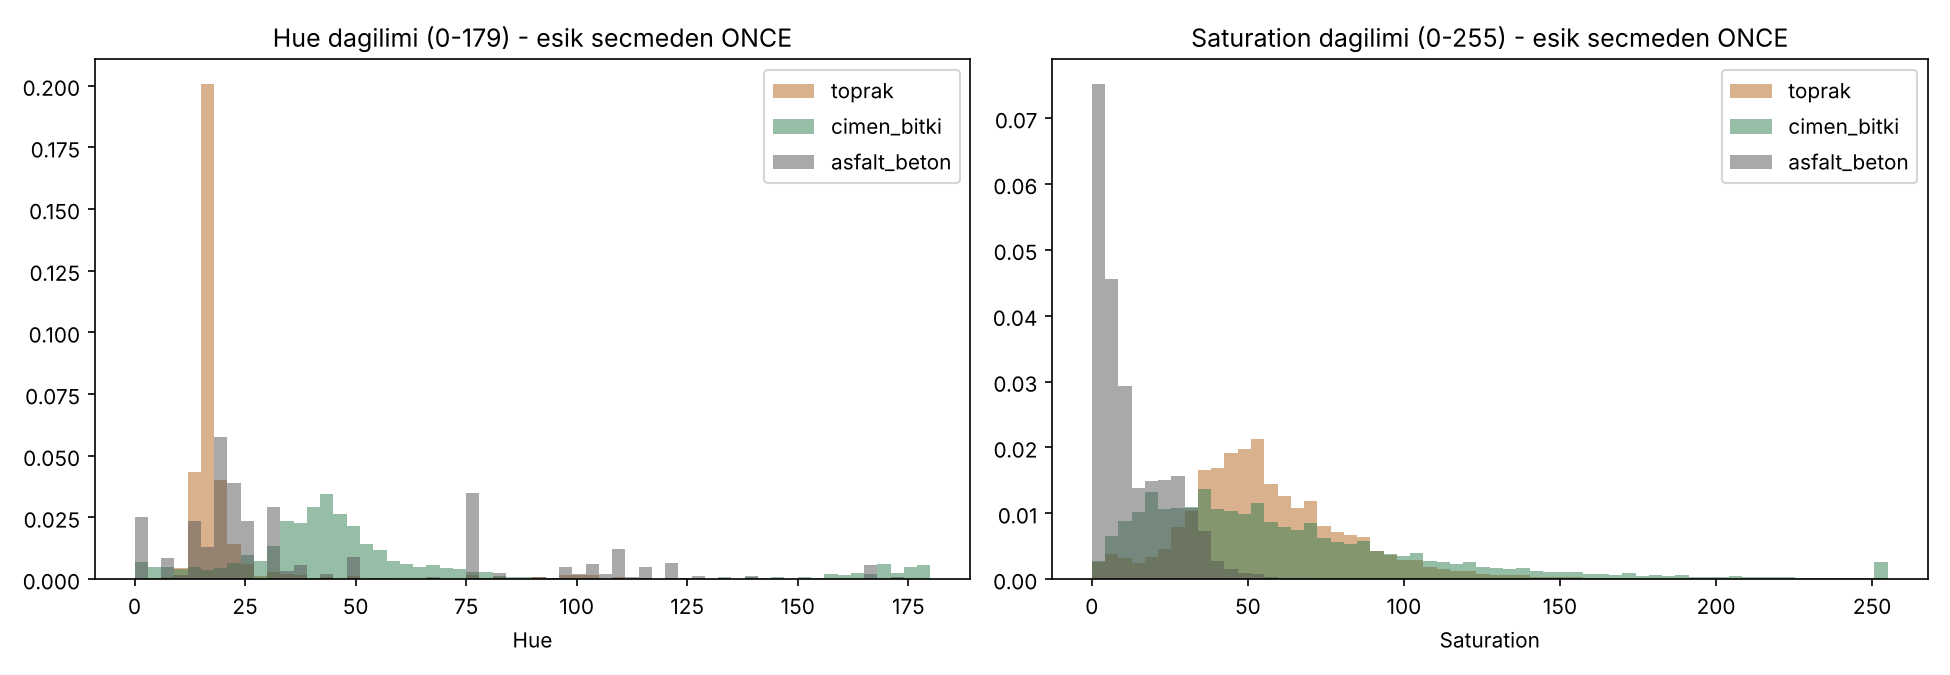 Hue dagilimi (0-179) - esik secmeden ONCE
0.200
0.175
0.150
0.125
0.100
0.075
0.050
0.025
0.000
0 25 50 75 100 125 150 175
Hue
toprak
cimen_bitki
asfalt_beton
Saturation dagilimi (0-255) - esik secmeden ONCE
0.07
0.06
0.05
0.04
0.03
0.02
0.01
0.00
0 50 100 150 200 250
Saturation
toprak
cimen_bitki
asfalt_beton